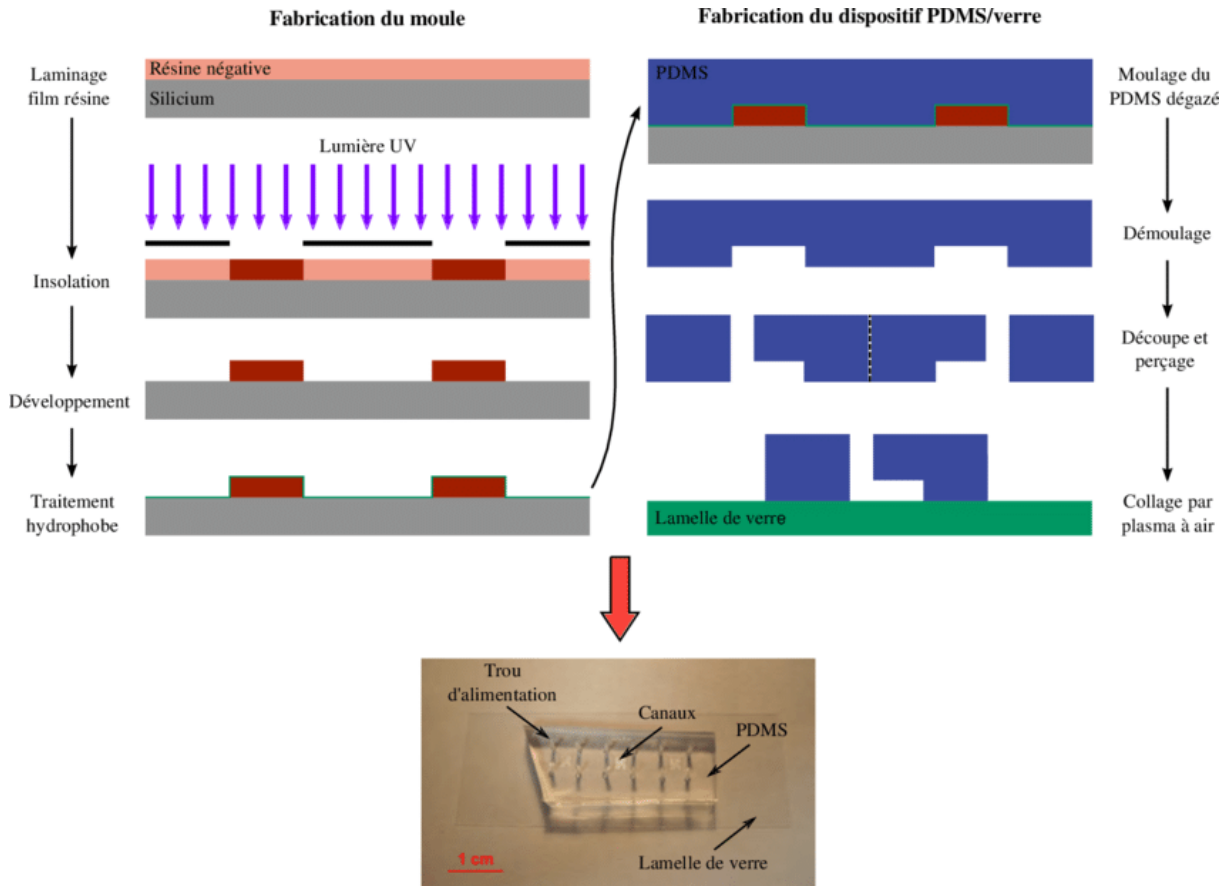 Fabrication du moule
Laminage
film résine
Résine négative
Silicium
Lumière UV
Insolation
Développement
Traitement
hydrophobe
Fabrication du dispositif PDMS/verre
PDMS
Moulage du
PDMS dégazé
Démoulage
Découpe et
perçage
Lamelle de verre
Collage par
plasma à air
Trou
d'alimentation
Canaux
PDMS
Lamelle de verre
1 cm